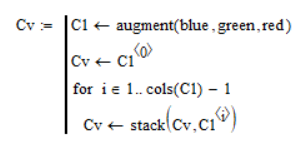 Cv := C1 ← augment(blue,green,red)
Cv ← C1^⟨0⟩
for i ∈ 1.. cols(C1) − 1
Cv ← stack(Cv,C1^⟨i⟩)